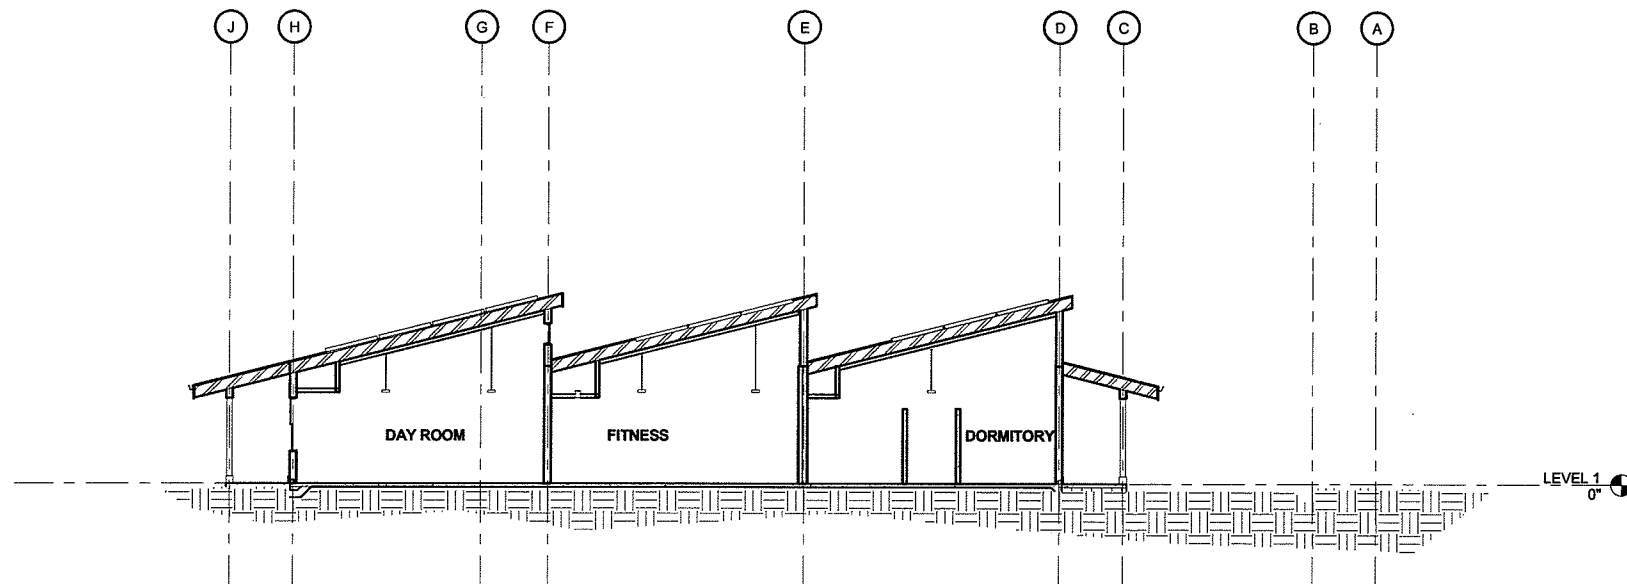 J H G F E D C B A
DAY ROOM FITNESS DORMITORY
LEVEL 1
0"